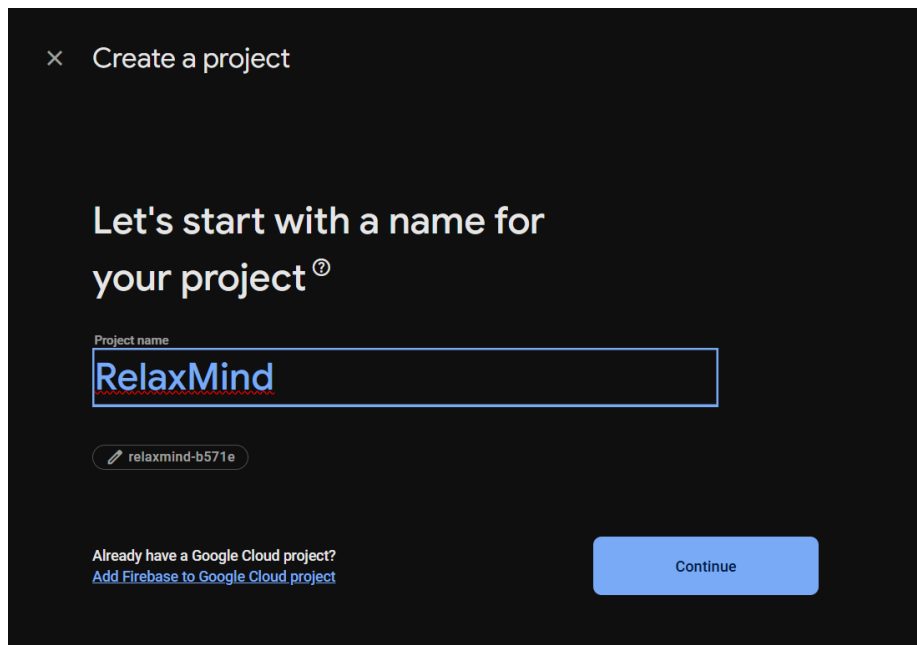 Create a project
Let's start with a name for
your project
Project name
RelaxMind
relaxmind-b571e
Already have a Google Cloud project?
Add Firebase to Google Cloud project
Continue